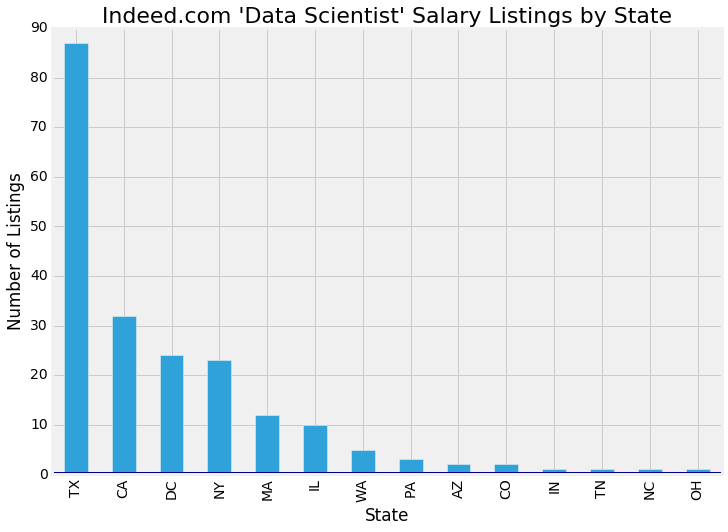 Indeed.com 'Data Scientist' Salary Listings by State
90
80
70
60
50
40
30
20
10
0
Number of Listings
TX CA DC NY MA IL WA PA AZ CO IN TN NC OH
State